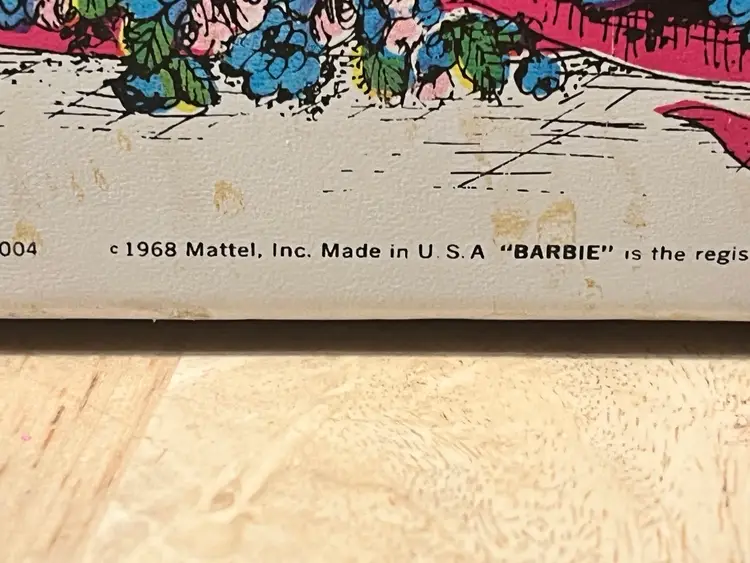 004 c 1968 Mattel, Inc. Made in U.S.A "BARBIE" is the regis